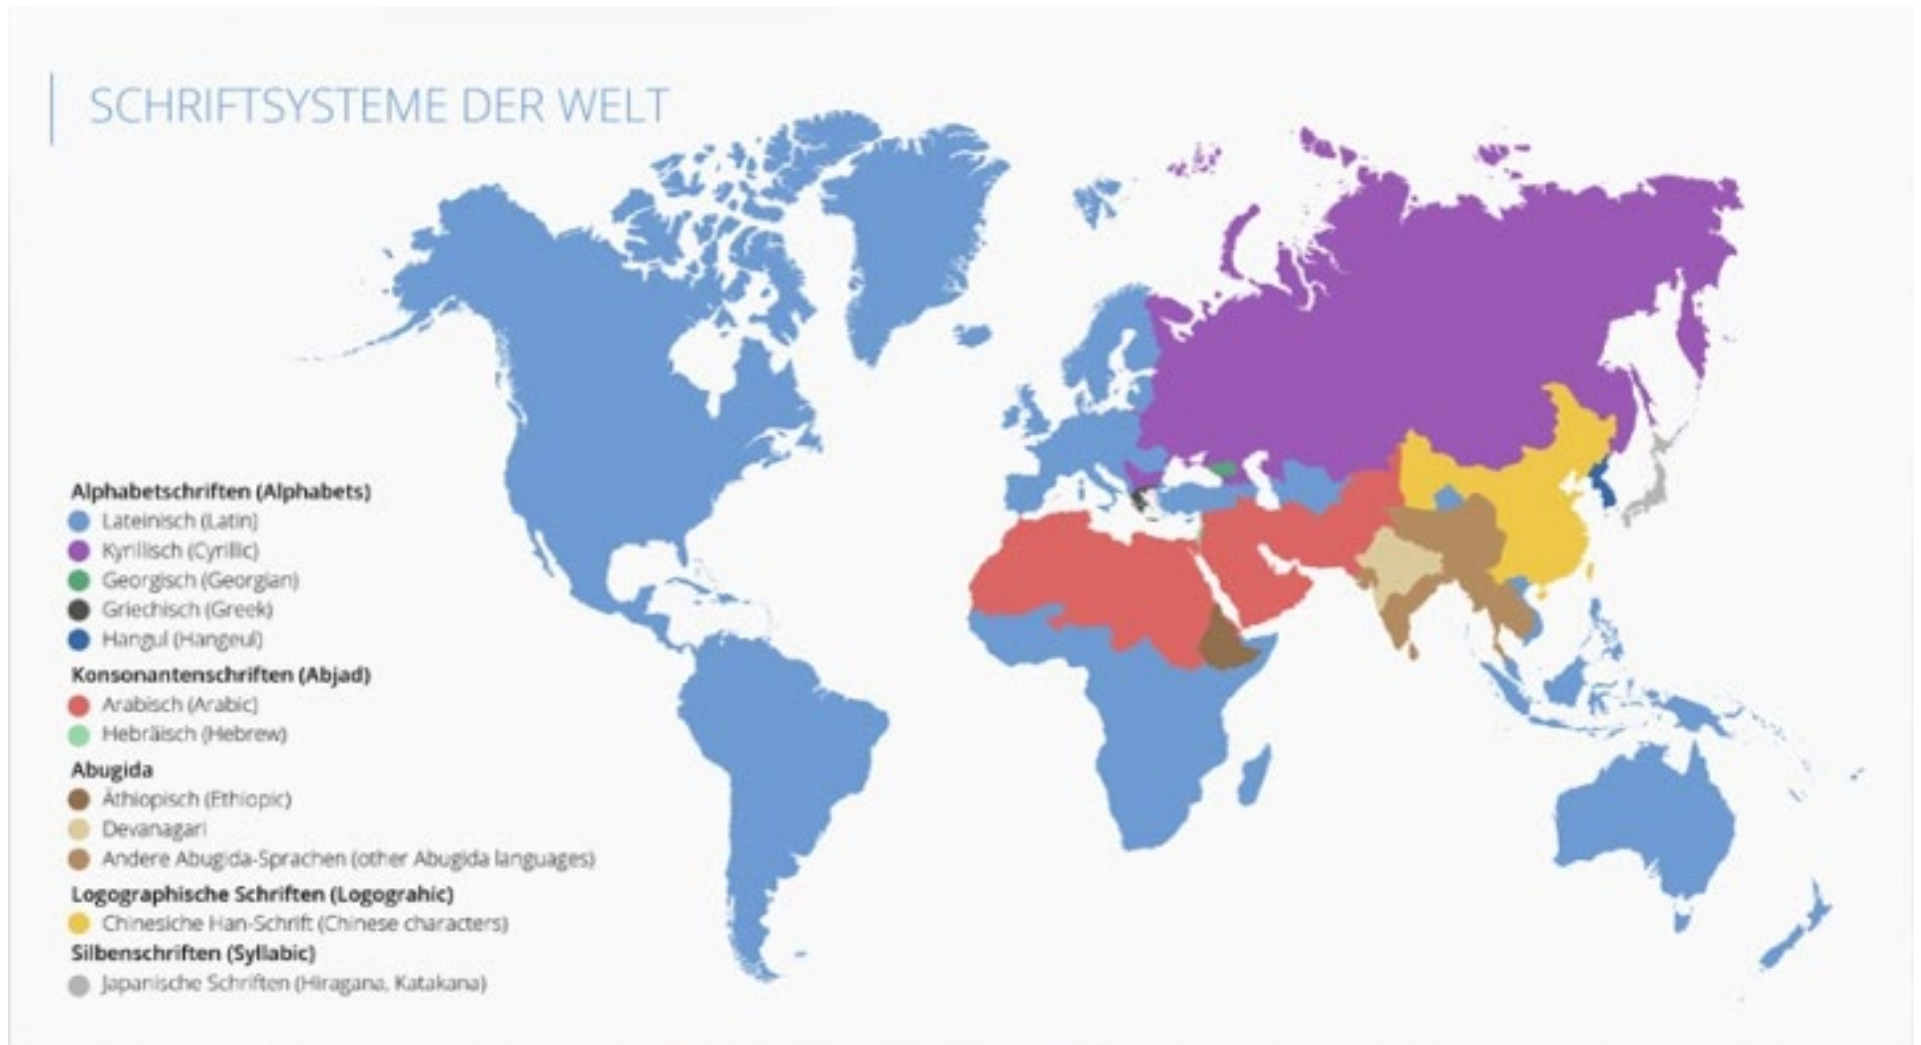 SCHRIFTSYSTEME DER WELT
Alphabetschriften (Alphabets)
Lateinisch (Latin)
Kyrillisch (Cyrillic)
Georgisch (Georgian)
Griechisch (Greek)
Hangul (Hangeul)
Konsonantenschriften (Abjad)
Arabisch (Arabic)
Hebräisch (Hebrew)
Abugida
Äthiopisch (Ethiopic)
Devanagari
Andere Abugida-Sprachen (other Abugida languages)
Logographische Schriften (Logograhic)
Chinesiche Han-Schrift (Chinese characters)
Silbenschriften (Syllabic)
Japanische Schriften (Hiragana, Katakana)